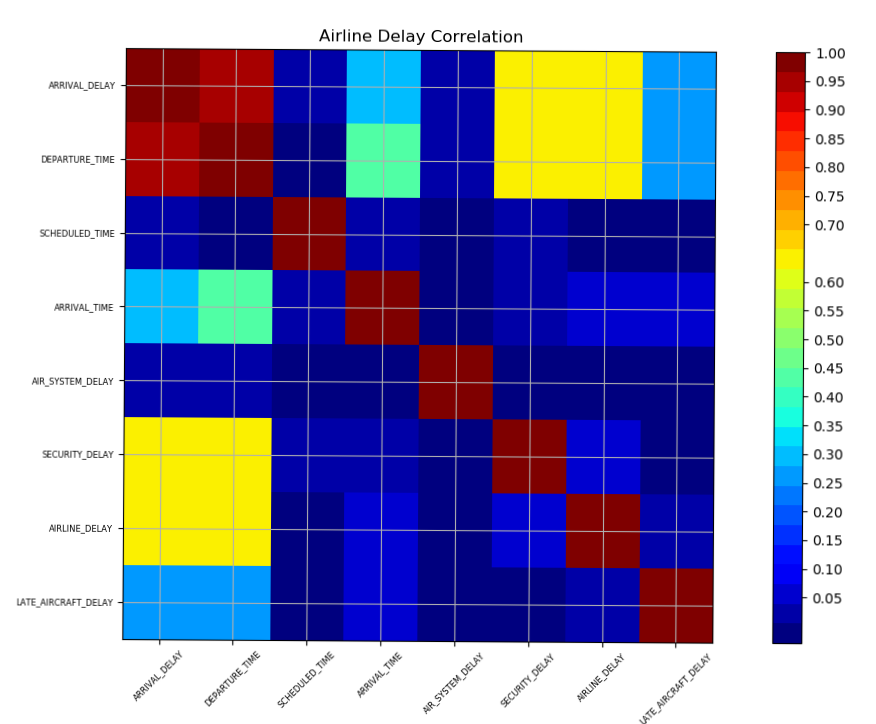 Airline Delay Correlation
ARRIVAL_DELAY
DEPARTURE_TIME
SCHEDULED_TIME
ARRIVAL_TIME
AIR_SYSTEM_DELAY
SECURITY_DELAY
AIRLINE_DELAY
LATE_AIRCRAFT_DELAY
ARRIVAL_DELAY
DEPARTURE_TIME
SCHEDULED_TIME
ARRIVAL_TIME
AIR_SYSTEM_DELAY
SECURITY_DELAY
AIRLINE_DELAY
LATE_AIRCRAFT_DELAY
1.00
0.95
0.90
0.85
0.80
0.75
0.70
0.60
0.55
0.50
0.45
0.40
0.35
0.30
0.20
0.15
0.10
0.05